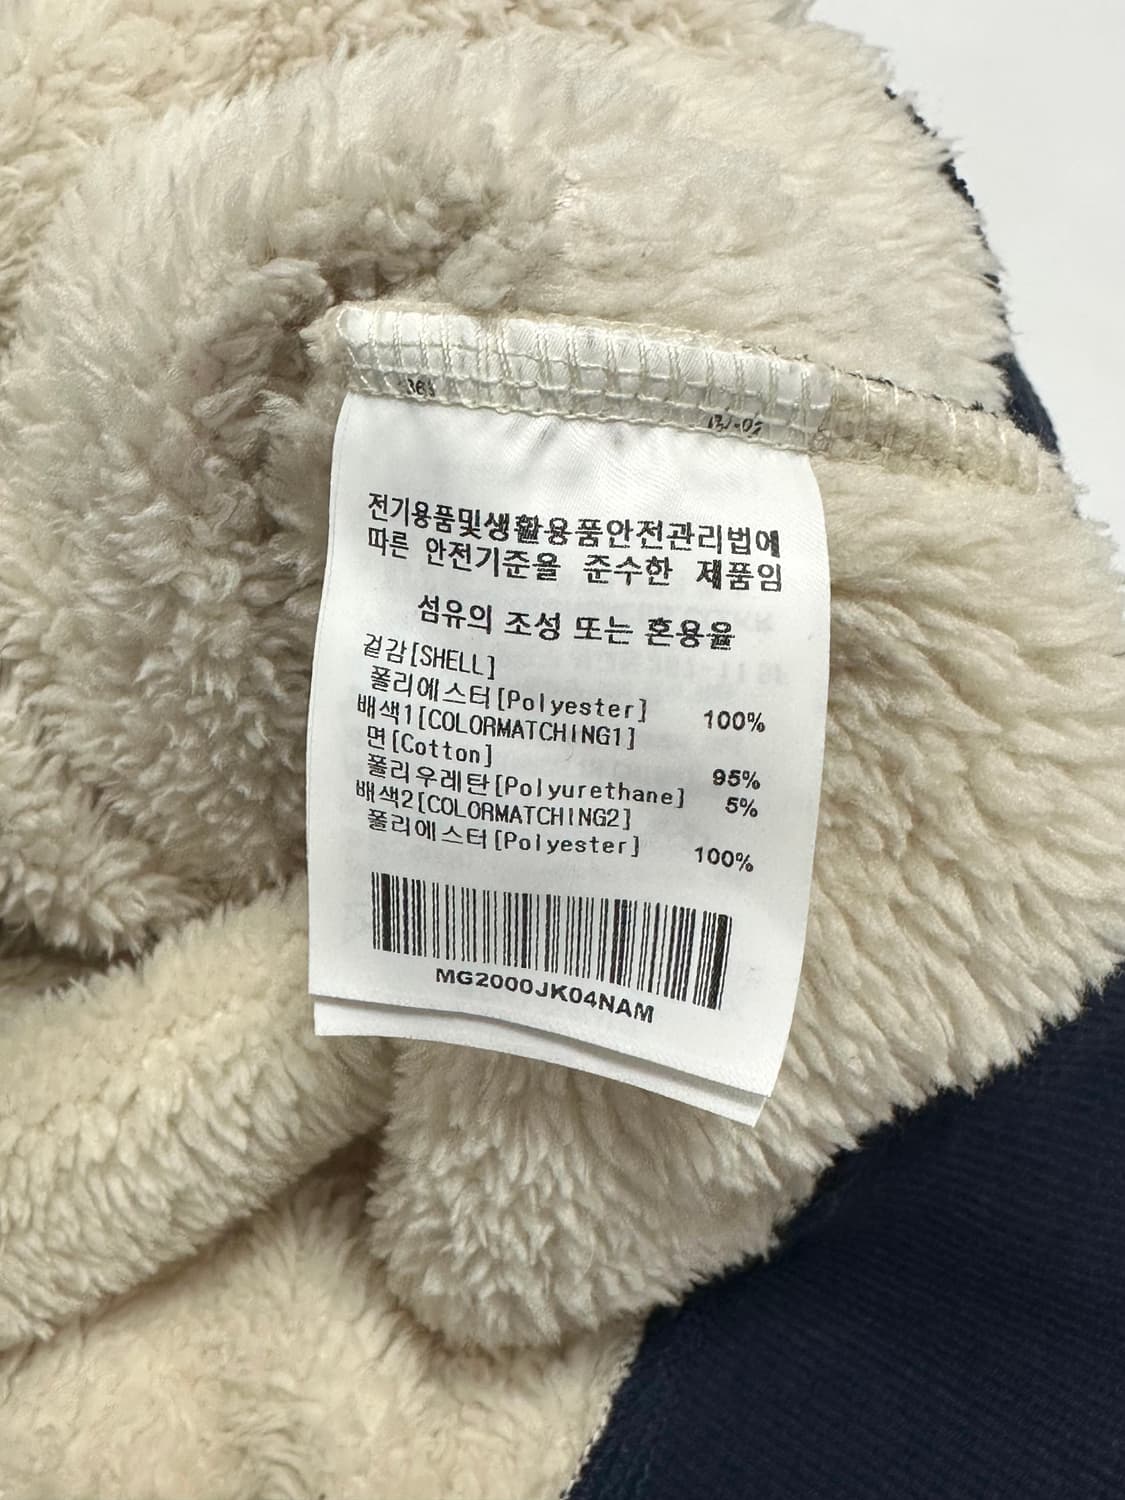 전기용품및생활용품안전관리법에
따른 안전기준을 준수한 제품임
섬유의 조성 또는 혼용율
겉감[SHELL]
폴리에스터[Polyester] 100%
배색1[COLORMATCHING1]
면[Cotton] 95%
폴리우레탄[Polyurethane] 5%
배색2[COLORMATCHING2]
폴리에스터[Polyester] 100%
MG2000JK04NAM